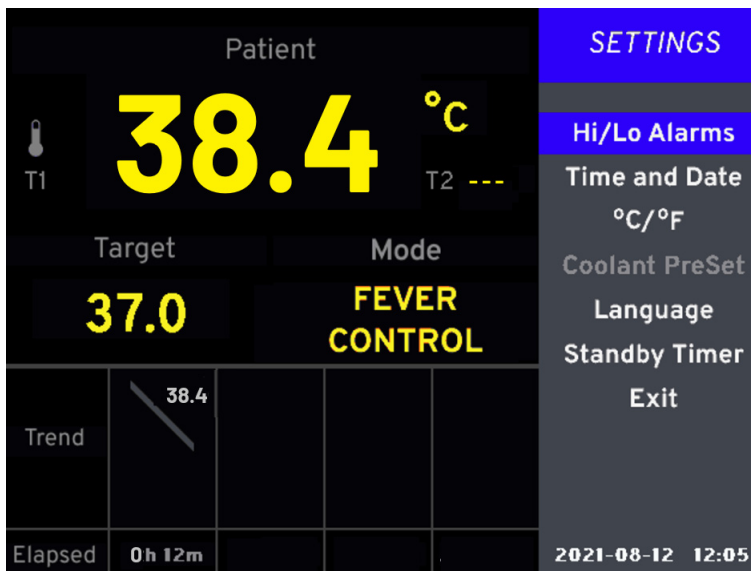 Patient
38.4 °C
T1
T2 ---
Target
Mode
37.0
FEVER
CONTROL
Trend
38.4
Elapsed
0h 12m
SETTINGS
Hi/Lo Alarms
Time and Date
°C/°F
Coolant PreSet
Language
Standby Timer
Exit
2021-08-12 12:05